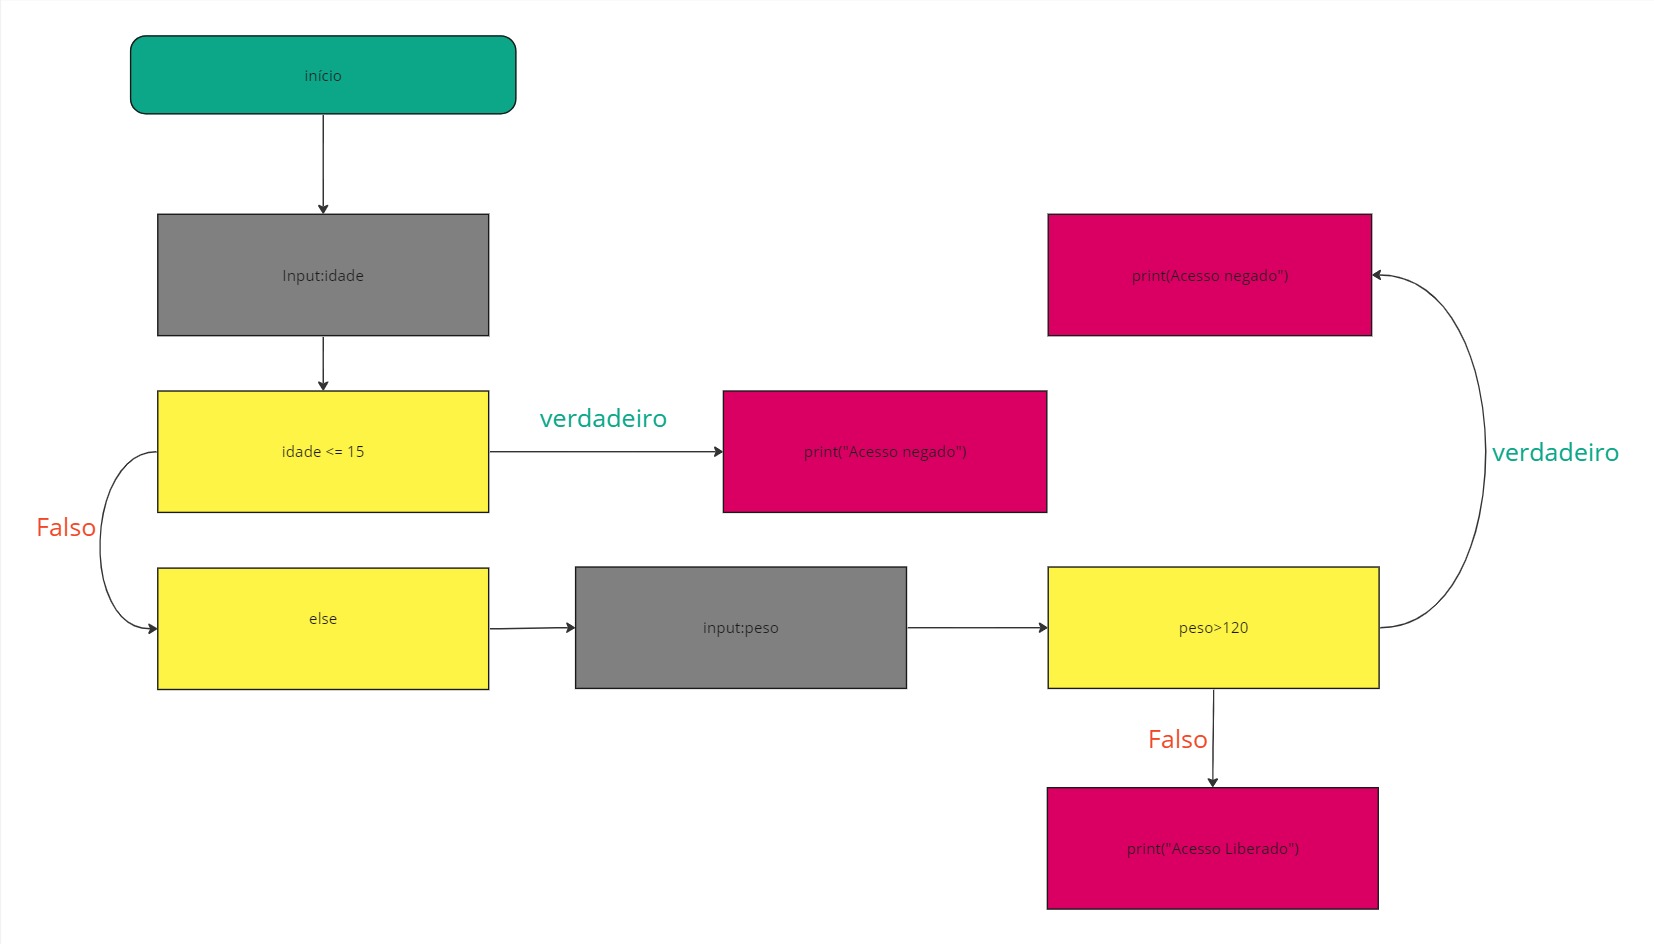 início
Input:idade
print(Acesso negado")
verdadeiro
idade <= 15
print("Acesso negado")
verdadeiro
Falso
else
input:peso
peso>120
Falso
print("Acesso Liberado")